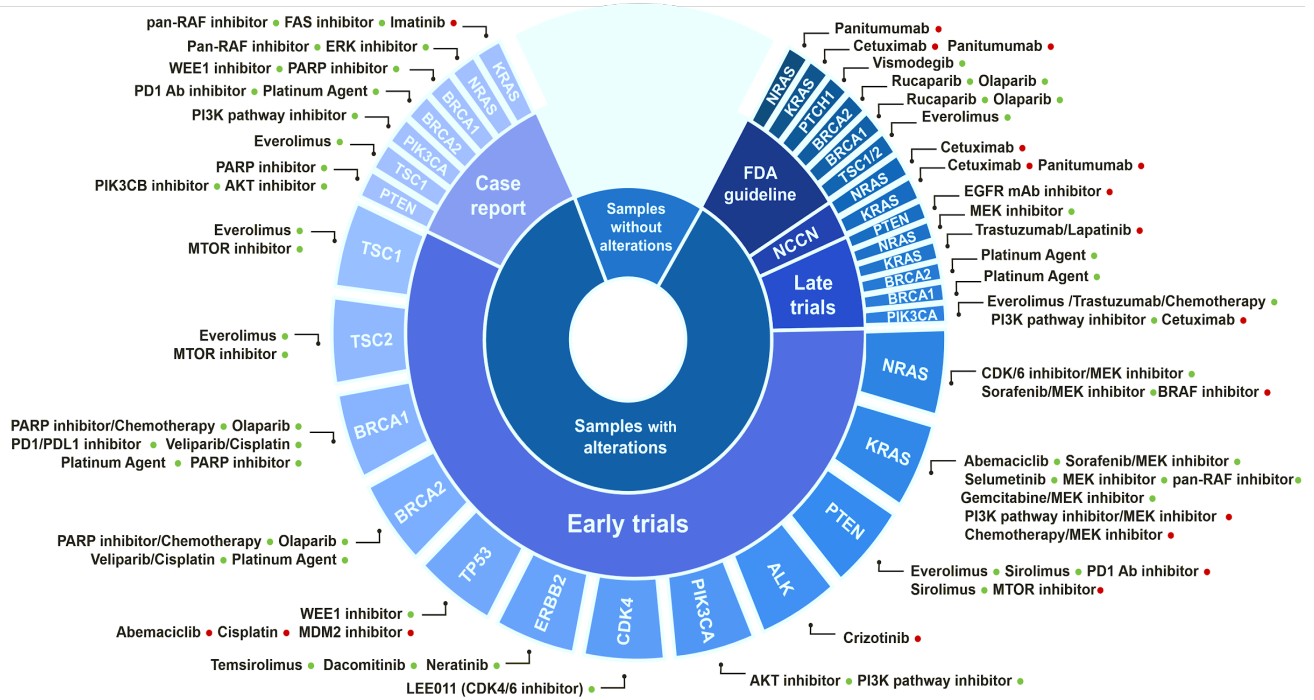 pan-RAF inhibitor FAS inhibitor Imatinib
Pan-RAF inhibitor ERK inhibitor
WEE1 inhibitor PARP inhibitor
PD1 Ab inhibitor Platinum Agent
PI3K pathway inhibitor
Everolimus
PARP inhibitor
PIK3CB inhibitor AKT inhibitor
Everolimus
MTOR inhibitor
Everolimus
MTOR inhibitor
PARP inhibitor/Chemotherapy Olaparib
PD1/PDL1 inhibitor Veliparib/Cisplatin
Platinum Agent PARP inhibitor
PARP inhibitor/Chemotherapy Olaparib
Veliparib/Cisplatin Platinum Agent
WEE1 inhibitor
Abemaciclib Cisplatin MDM2 inhibitor
Temsirolimus Dacomitinib Neratinib
LEE011 (CDK4/6 inhibitor)
KRAS
NRAS
BRCA1
BRCA2
PIK3CA
TSC1
PTEN
TSC1
TSC2
BRCA1
BRCA2
TP53
ERBB2
CDK4
PIK3CA
ALK
PTEN
KRAS
NRAS
Case
report
Samples
without
alterations
Samples with
alterations
Early trials
FDA
guideline
NCCN
Late
trials
NRAS
KRAS
PTCH1
BRCA2
BRCA1
TSC1/2
NRAS
KRAS
PTEN
NRAS
KRAS
BRCA2
BRCA1
PIK3CA
Panitumumab
Cetuximab Panitumumab
Vismodegib
Rucaparib Olaparib
Rucaparib Olaparib
Everolimus
Cetuximab
Cetuximab Panitumumab
EGFR mAb inhibitor
MEK inhibitor
Trastuzumab/Lapatinib
Platinum Agent
Platinum Agent
Everolimus /Trastuzumab/Chemotherapy
PI3K pathway inhibitor Cetuximab
CDK/6 inhibitor/MEK inhibitor
Sorafenib/MEK inhibitor BRAF inhibitor
Abemaciclib Sorafenib/MEK inhibitor
Selumetinib MEK inhibitor pan-RAF inhibitor
Gemcitabine/MEK inhibitor
PI3K pathway inhibitor/MEK inhibitor
Chemotherapy/MEK inhibitor
Everolimus Sirolimus PD1 Ab inhibitor
Sirolimus MTOR inhibitor
Crizotinib
AKT inhibitor PI3K pathway inhibitor